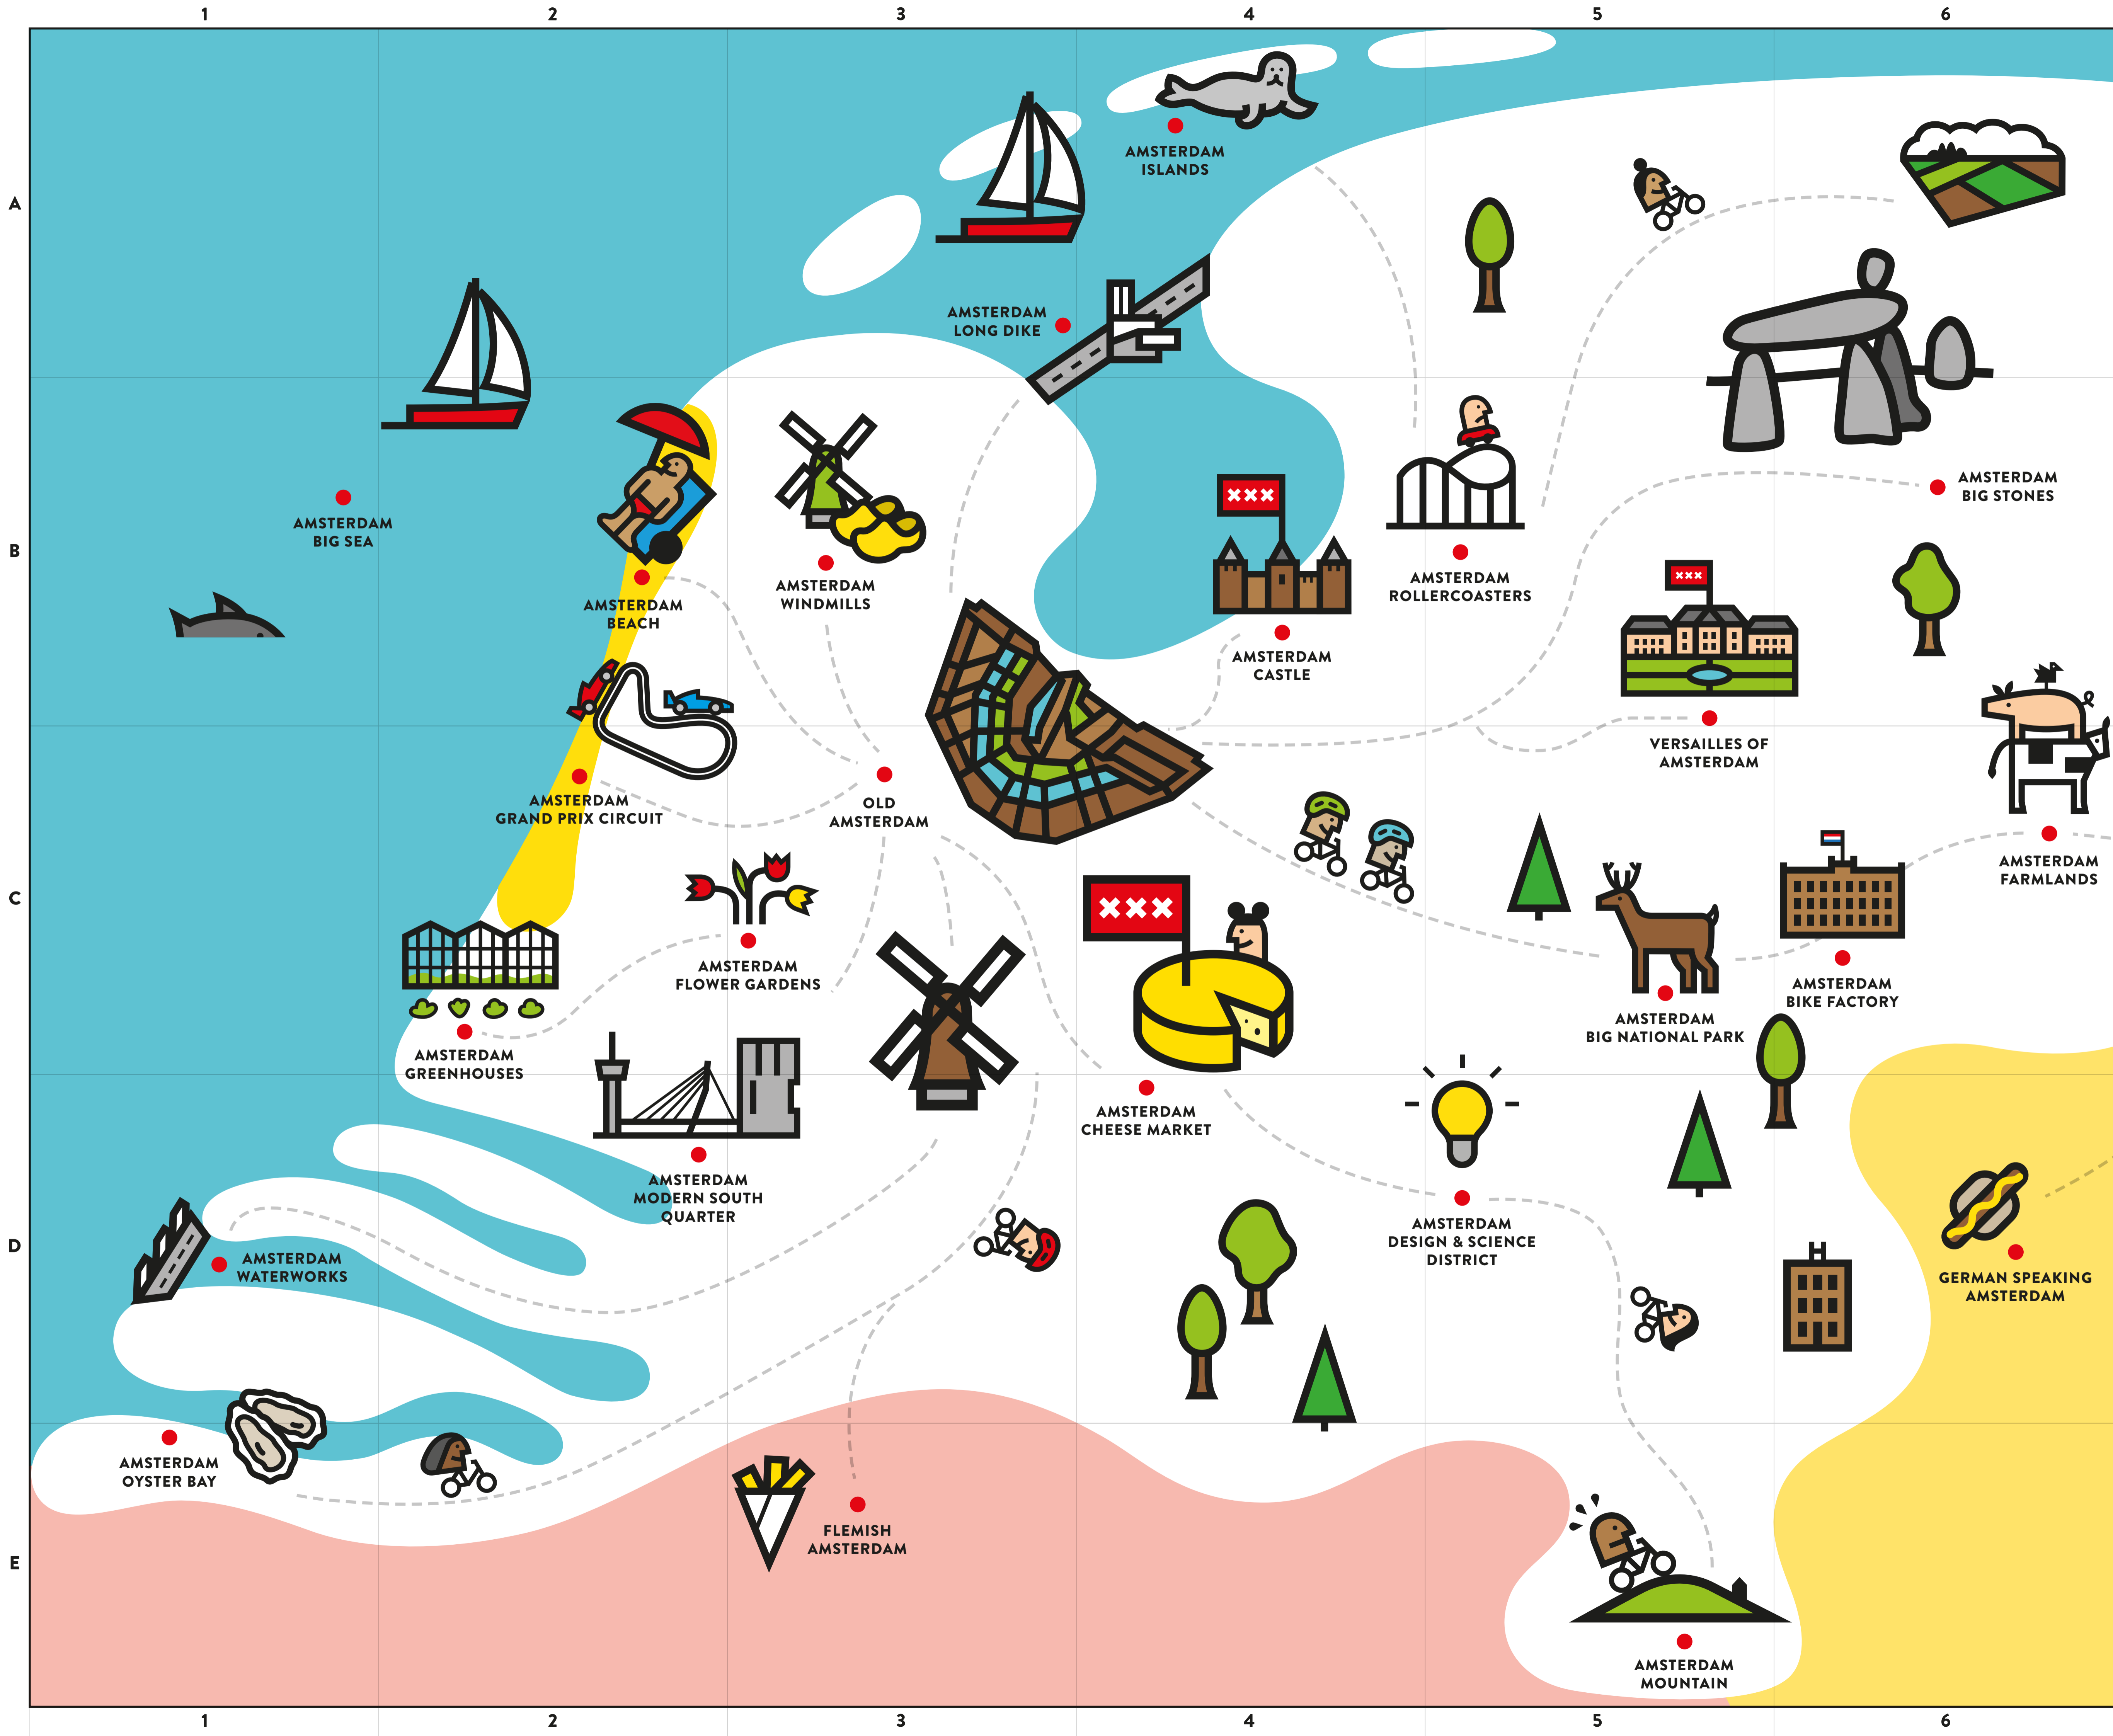 1 2 3 4 5 6
A
AMSTERDAM
ISLANDS
AMSTERDAM
LONG DIKE
B
AMSTERDAM
BIG SEA
AMSTERDAM
BEACH
AMSTERDAM
WINDMILLS
XXX
AMSTERDAM
CASTLE
AMSTERDAM
ROLLERCOASTERS
AMSTERDAM
BIG STONES
XXX
VERSAILLES OF
AMSTERDAM
C
AMSTERDAM
GRAND PRIX CIRCUIT
OLD
AMSTERDAM
AMSTERDAM
FARMLANDS
AMSTERDAM
FLOWER GARDENS
XXX
AMSTERDAM
BIKE FACTORY
AMSTERDAM
BIG NATIONAL PARK
AMSTERDAM
GREENHOUSES
AMSTERDAM
CHEESE MARKET
D
AMSTERDAM
MODERN SOUTH
QUARTER
AMSTERDAM
WATERWORKS
AMSTERDAM
DESIGN & SCIENCE
DISTRICT
GERMAN SPEAKING
AMSTERDAM
E
AMSTERDAM
OYSTER BAY
FLEMISH
AMSTERDAM
AMSTERDAM
MOUNTAIN
1 2 3 4 5 6